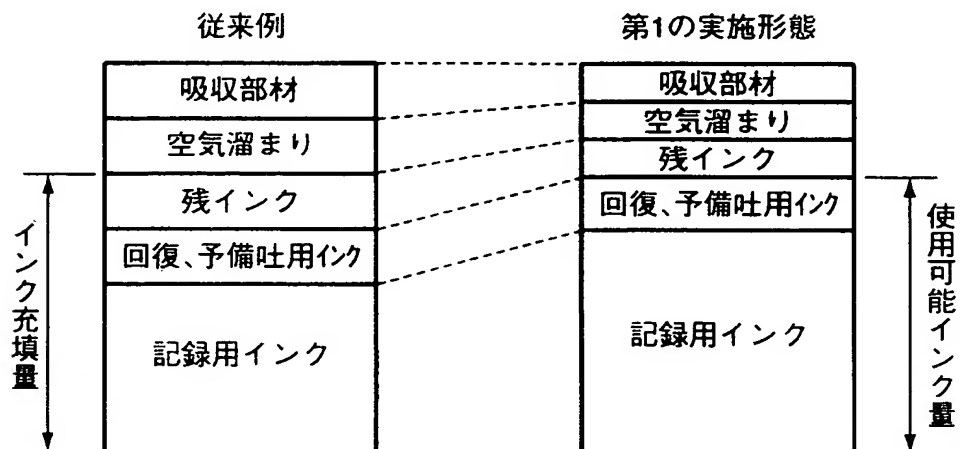 従来例
吸収部材
空気溜まり
残インク
回復、予備吐用インク
記録用インク
インク充填量
第1の実施形態
吸収部材
空気溜まり
残インク
回復、予備吐用インク
記録用インク
使用可能インク量